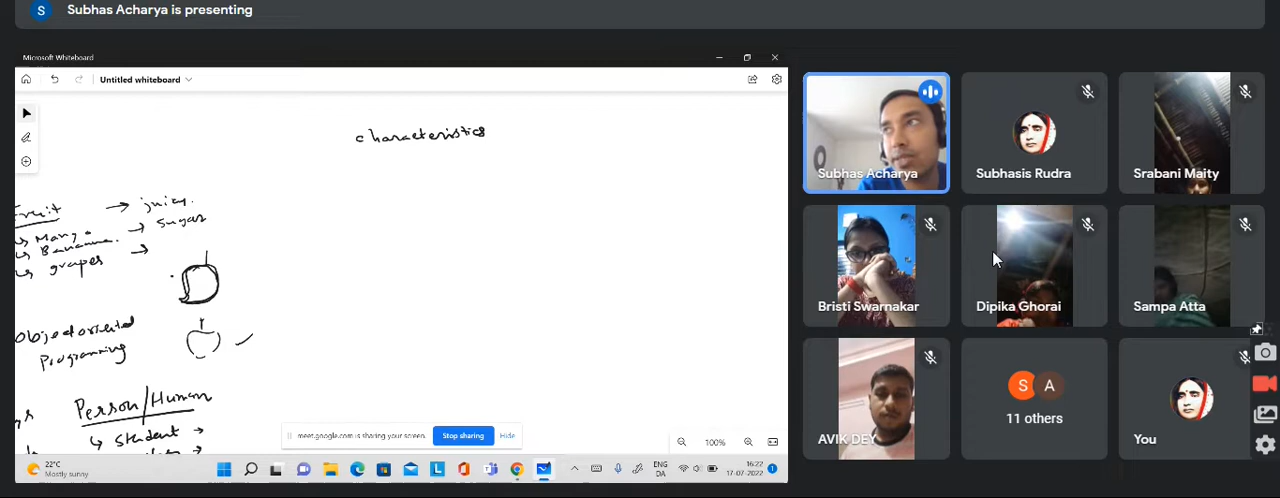 S Subhas Acharya is presenting
Microsoft Whiteboard
Untitled whiteboard
characteristics
Fruit → juicy.
↳ Mango → sugar
↳ Bananna. →
↳ grapes
Object oriented
Programming
Person/Human
↳ student →
meet.google.com is sharing your screen.
Stop sharing
Hide
100%
22°C
Mostly sunny
ENG
DA
16:22
17-07-2022
Subhas Acharya
Subhasis Rudra
Srabani Maity
Bristi Swarnakar
Dipika Ghorai
Sampa Atta
AVIK DEY
S A
11 others
You